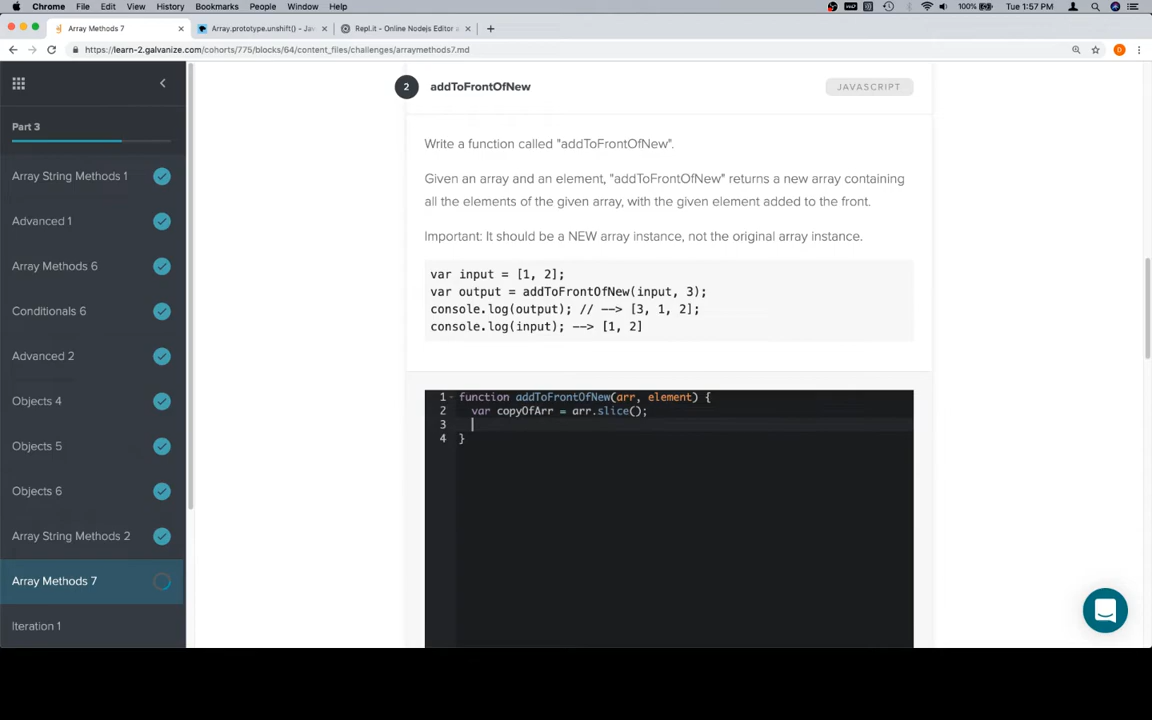 Chrome File Edit View History Bookmarks People Window Help 100% Tue 1:57 PM
Array Methods 7 Array.prototype.unshift() - Jav Repl.it - Online Nodejs Editor a
https://learn-2.galvanize.com/cohorts/775/blocks/64/content_files/challenges/arraymethods7.md
Part 3
Array String Methods 1
Advanced 1
Array Methods 6
Conditionals 6
Advanced 2
Objects 4
Objects 5
Objects 6
Array String Methods 2
Array Methods 7
Iteration 1
2 addToFrontOfNew JAVASCRIPT
Write a function called "addToFrontOfNew".
Given an array and an element, "addToFrontOfNew" returns a new array containing
all the elements of the given array, with the given element added to the front.
Important: It should be a NEW array instance, not the original array instance.
var input = [1, 2];
var output = addToFrontOfNew(input, 3);
console.log(output); // --> [3, 1, 2];
console.log(input); --> [1, 2]
1 function addToFrontOfNew(arr, element) {
2 var copyOfArr = arr.slice();
3
4 }